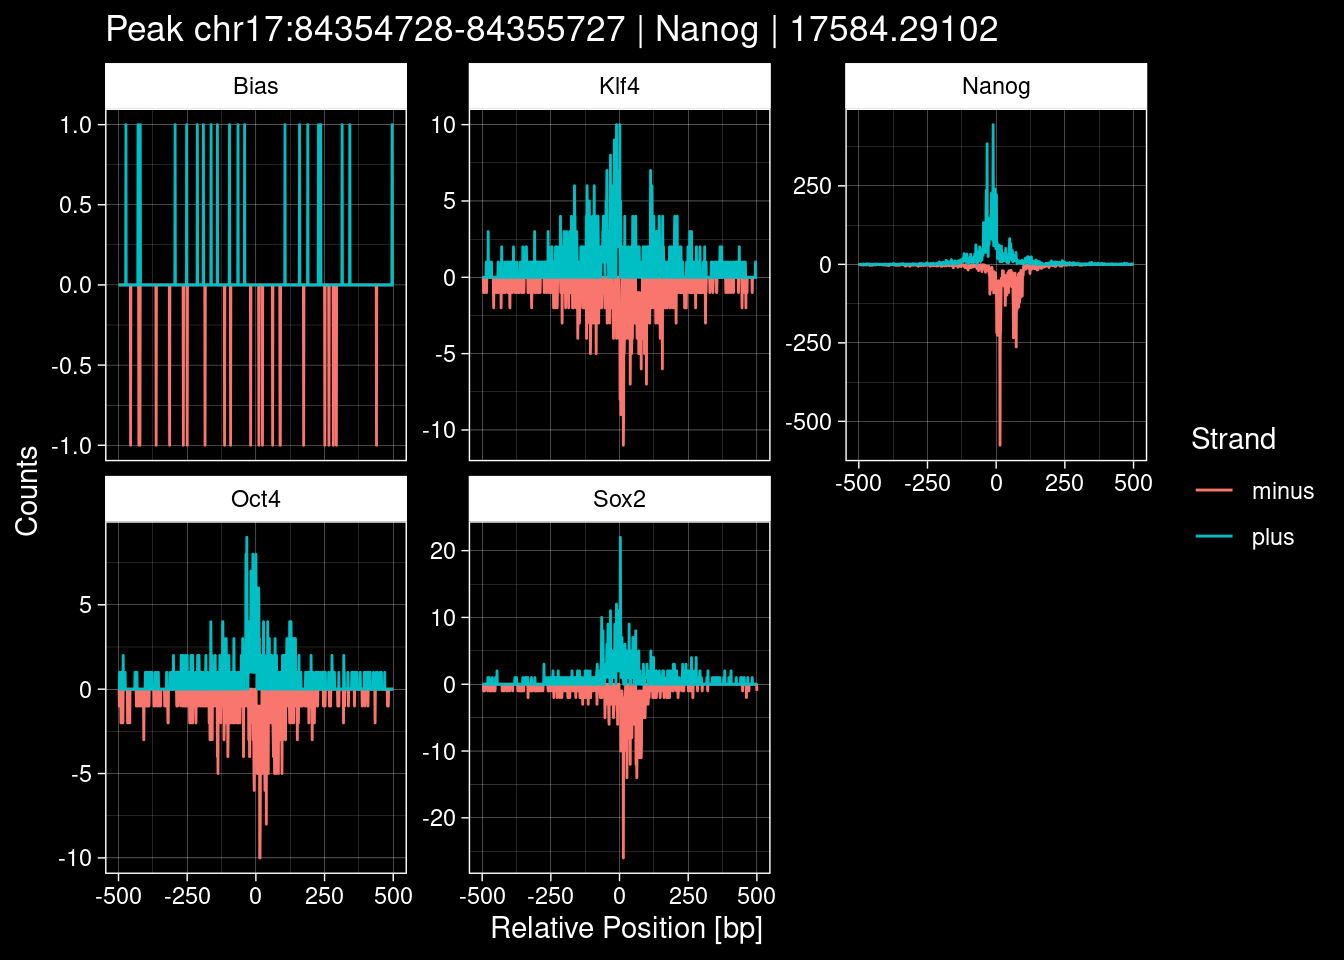 Peak chr17:84354728-84355727 | Nanog | 17584.29102
Bias
Klf4
Nanog
1.0
0.5
0.0
-0.5
-1.0
10
5
0
-5
-10
250
0
-250
-500
-500 -250 0 250 500
Counts
Oct4
Sox2
5
0
-5
-10
20
10
0
-10
-20
-500 -250 0 250 500
-500 -250 0 250 500
Relative Position [bp]
Strand
minus
plus